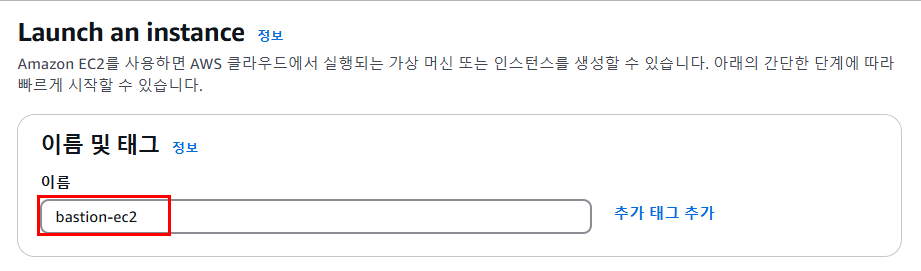 Launch an instance 정보
Amazon EC2를 사용하면 AWS 클라우드에서 실행되는 가상 머신 또는 인스턴스를 생성할 수 있습니다. 아래의 간단한 단계에 따라
빠르게 시작할 수 있습니다.
이름 및 태그 정보
이름
bastion-ec2 추가 태그 추가